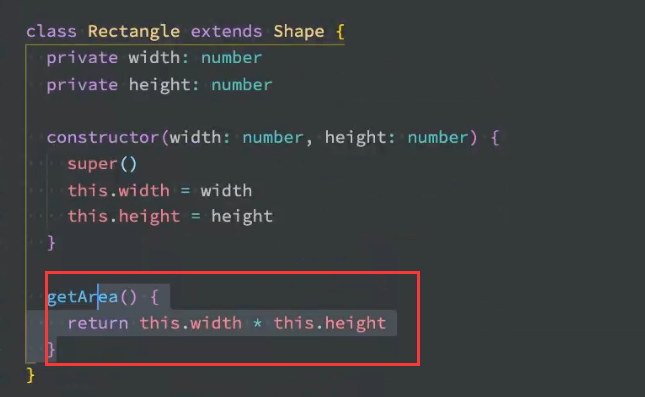 class Rectangle extends Shape {
private width: number
private height: number
constructor(width: number, height: number) {
super()
this.width = width
this.height = height
}
getArea() {
return this.width * this.height
}
}